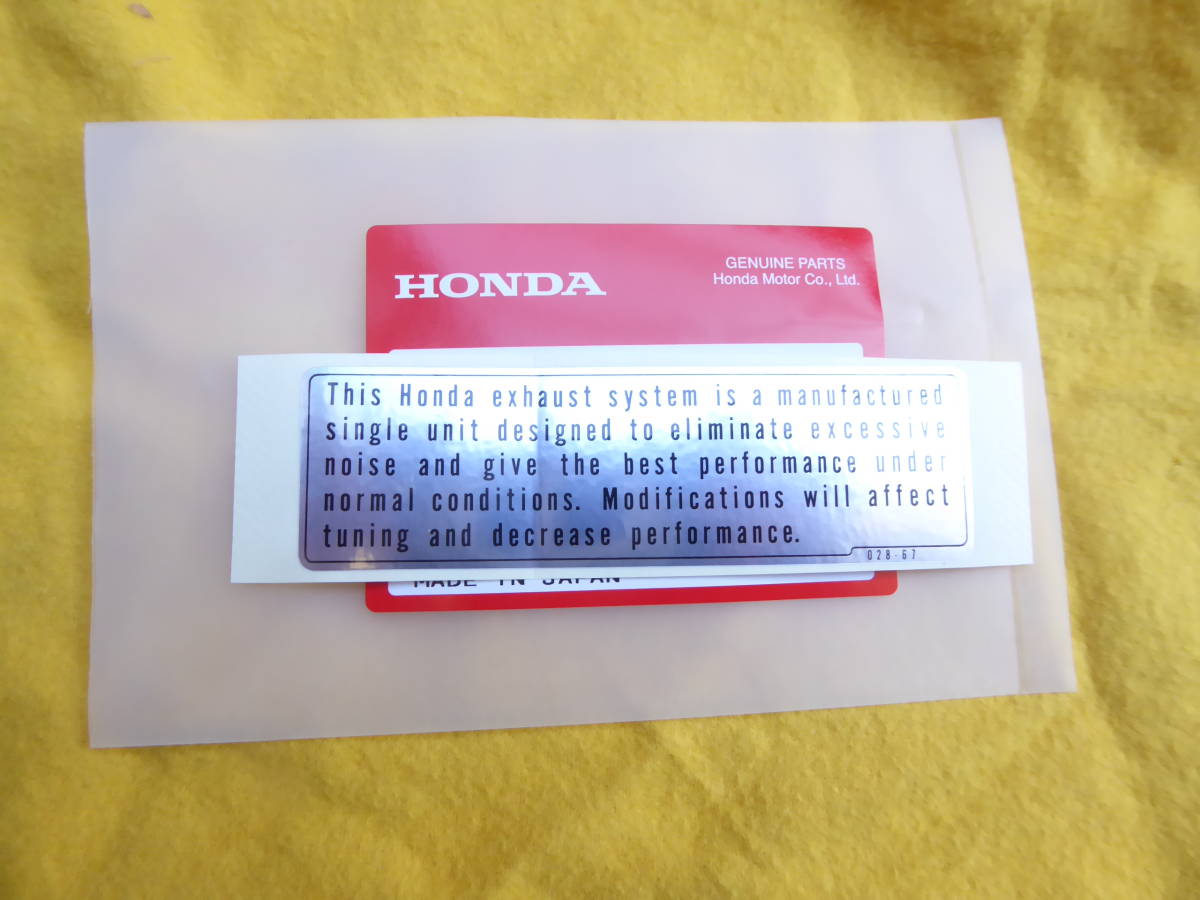 HONDA
GENUINE PARTS
Honda Motor Co., Ltd.
This Honda exhaust system is a manufactured
single unit designed to eliminate excessive
noise and give the best performance under
normal conditions. Modifications will affect
tuning and decrease performance.
028-67
MADE IN JAPAN